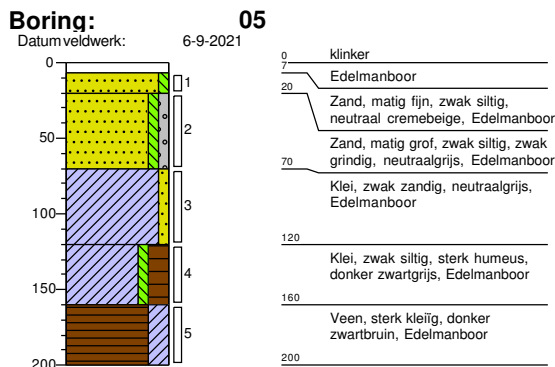 Boring: 05
Datum veldwerk: 6-9-2021
0
50
100
150
200
1
2
3
4
5
0 klinker
7
Edelmanboor
20
Zand, matig fijn, zwak siltig,
neutraal cremebeige, Edelmanboor
Zand, matig grof, zwak siltig, zwak
grindig, neutraalgrijs, Edelmanboor
70
Klei, zwak zandig, neutraalgrijs,
Edelmanboor
120
Klei, zwak siltig, sterk humeus,
donker zwartgrijs, Edelmanboor
160
Veen, sterk kleiïg, donker
zwartbruin, Edelmanboor
200